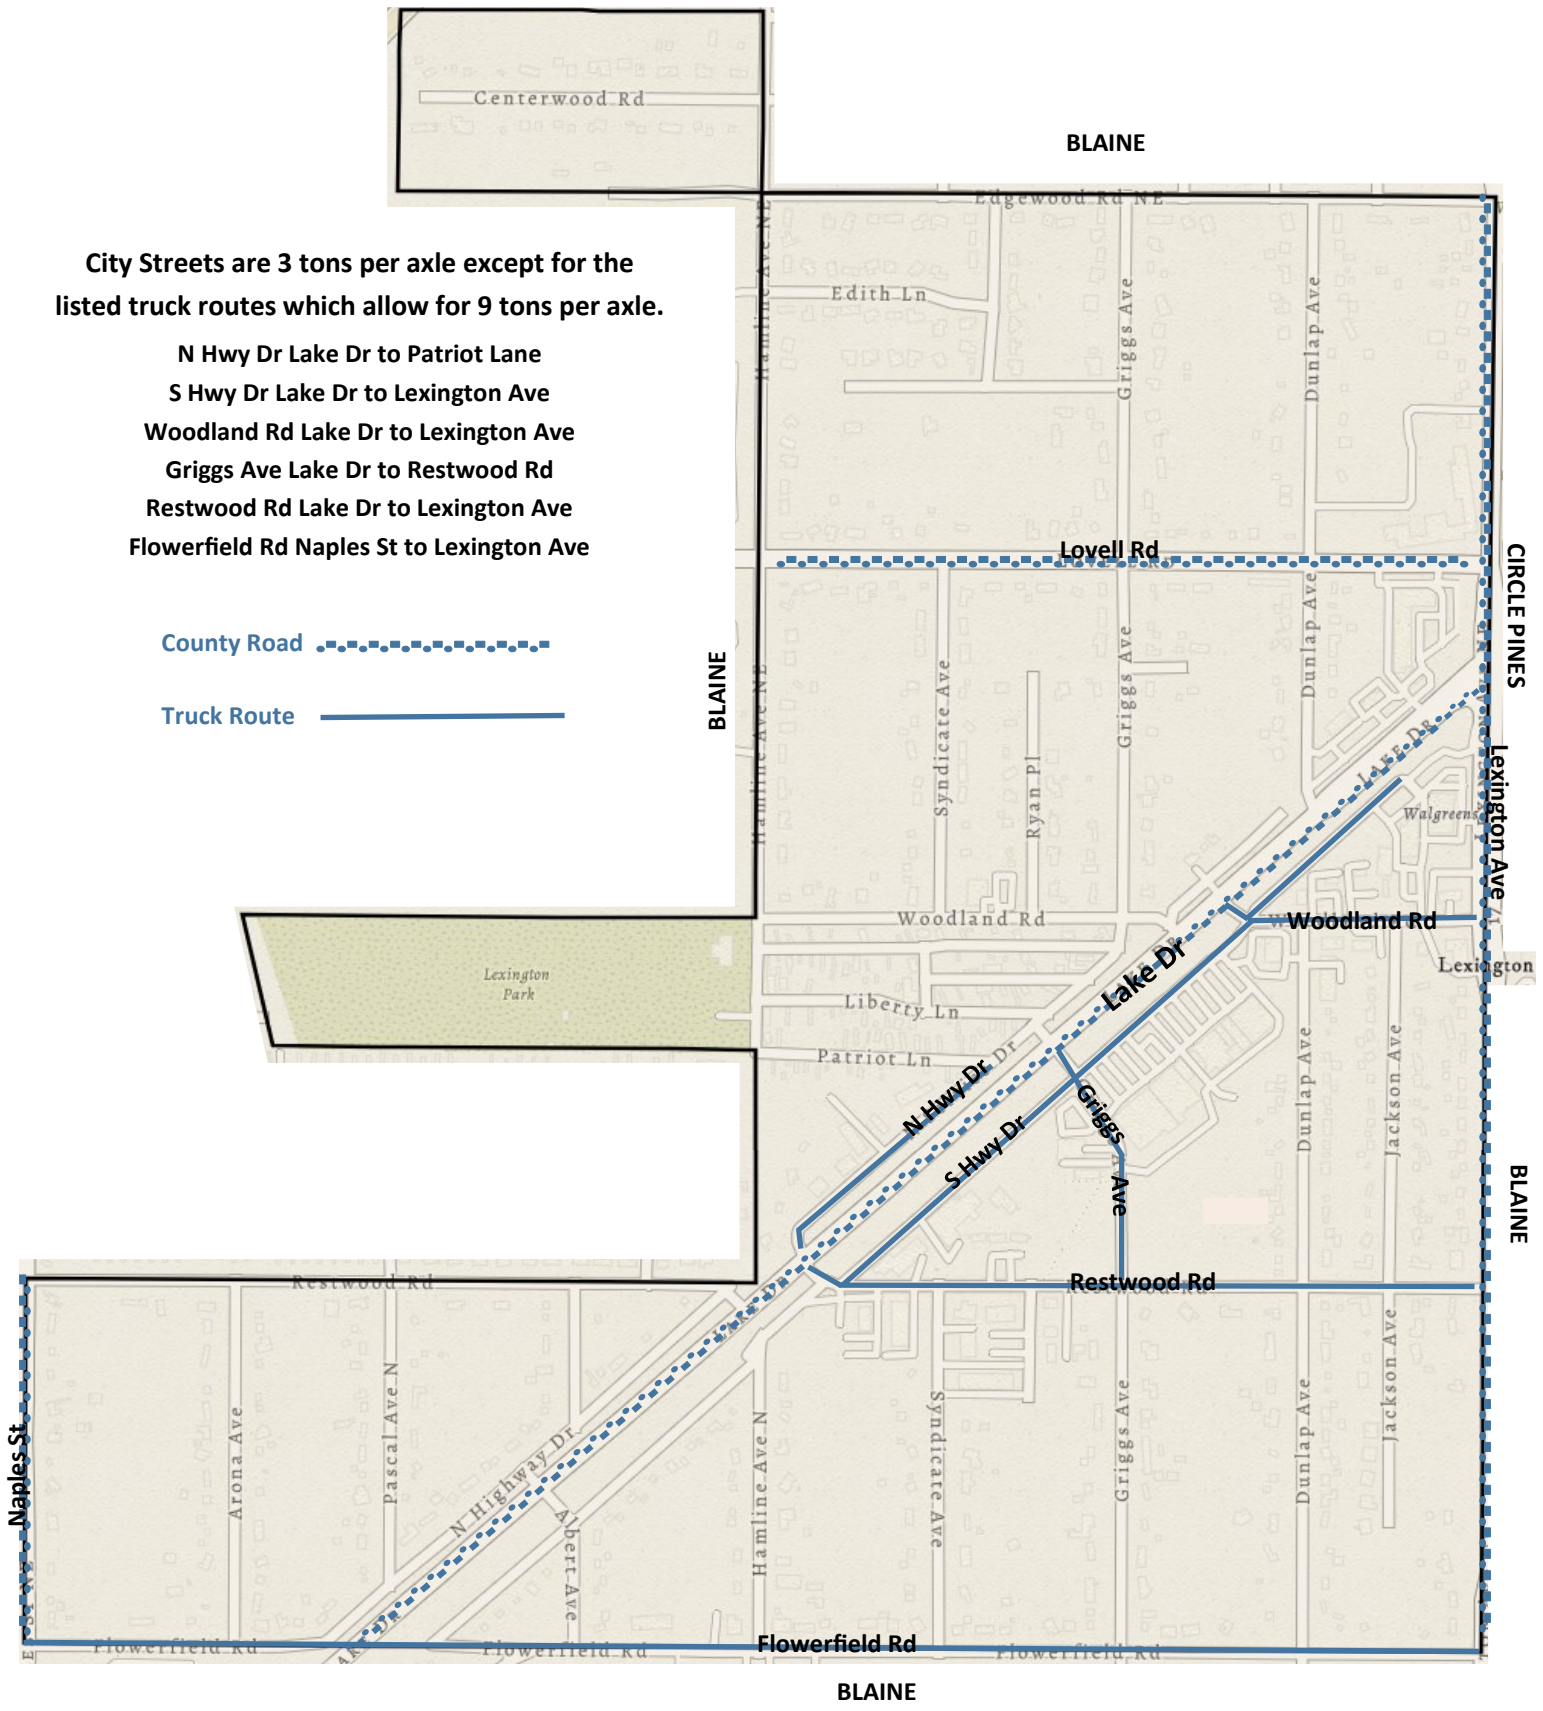 Centerwood Rd
BLAINE
Edgewood Rd NE
Hamline Ave NE
City Streets are 3 tons per axle except for the
listed truck routes which allow for 9 tons per axle.
N Hwy Dr Lake Dr to Patriot Lane
S Hwy Dr Lake Dr to Lexington Ave
Woodland Rd Lake Dr to Lexington Ave
Griggs Ave Lake Dr to Restwood Rd
Restwood Rd Lake Dr to Lexington Ave
Flowerfield Rd Naples St to Lexington Ave
Edith Ln
Griggs Ave
Dunlap Ave
Lovell Rd
CIRCLE PINES
County Road
Truck Route
BLAINE
Hamline Ave NE
Syndicate Ave
Ryan Pl
Griggs Ave
Dunlap Ave
LAKE DR
Walgreens
Lexington Ave
Woodland Rd
Woodland Rd
Lake Dr
Lexington
Lexington
Park
Liberty Ln
Patriot Ln
N Hwy Dr
Dr
S Hwy Dr
Griggs
Ave
Dunlap Ave
Jackson Ave
BLAINE
Restwood Rd
Restwood Rd
LAKE DR
Naples St
Arona Ave
Pascal Ave N
N Highway Dr
Albert Ave
Hamline Ave N
Syndicate Ave
Griggs Ave
Dunlap Ave
Jackson Ave
Flowerfield Rd
Flowerfield Rd
Flowerfield Rd
Flowerfield Rd
BLAINE